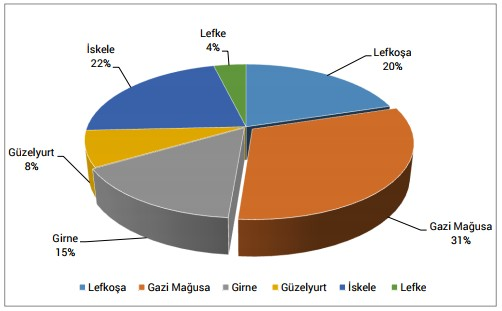 Lefke
4%
İskele
22%
Lefkoşa
20%
Güzelyurt
8%
Gazi Mağusa
31%
Girne
15%
Lefkoşa Gazi Mağusa Girne Güzelyurt İskele Lefke